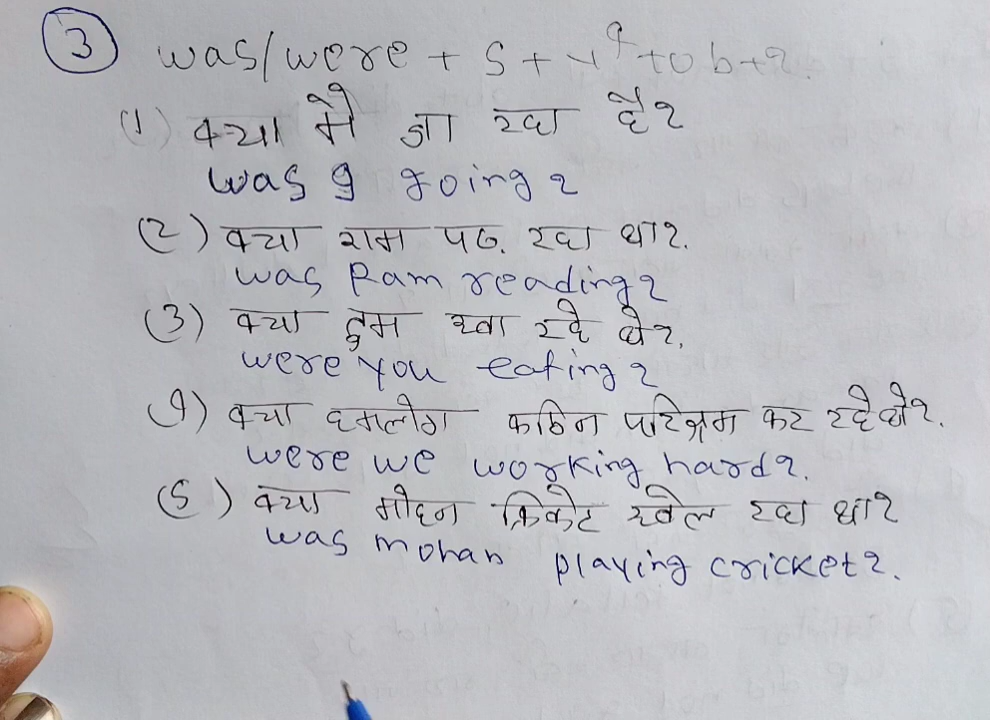 3 was/were + S + v⁴ + ob + ?
(1) क्या मैं जा रहा है?
was I going?
(2) क्या राम पढ़ रहा था?
was Ram reading?
(3) क्या तुम खा रहे थे?
were you eating?
(4) क्या हमलोग कठिन परिश्रम कर रहे थे?
were we working hard?
(5) क्या मोहन क्रिकेट खेल रहा था?
was mohan playing cricket?